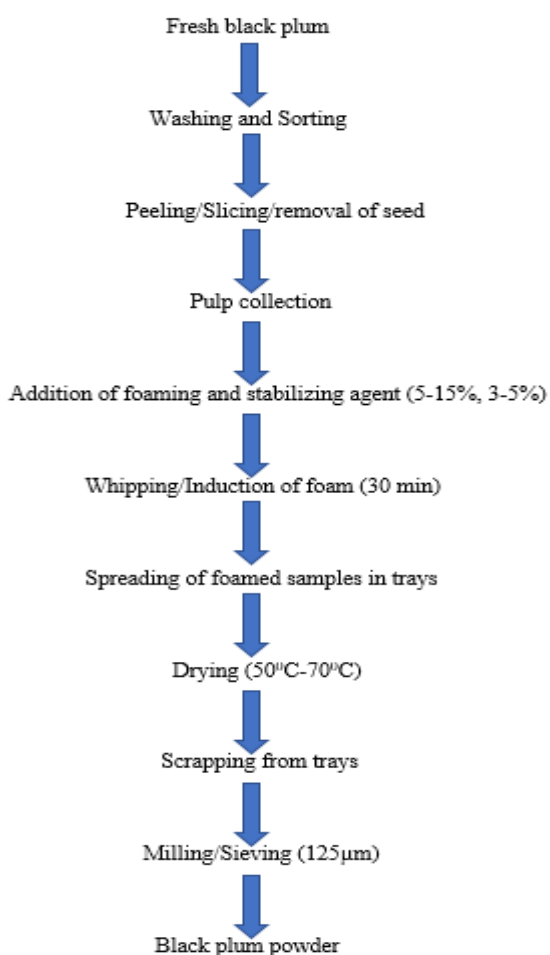 Fresh black plum
Washing and Sorting
Peeling/Slicing/removal of seed
Pulp collection
Addition of foaming and stabilizing agent (5-15%, 3-5%)
Whipping/Induction of foam (30 min)
Spreading of foamed samples in trays
Drying (50⁰C-70⁰C)
Scrapping from trays
Milling/Sieving (125µm)
Black plum powder